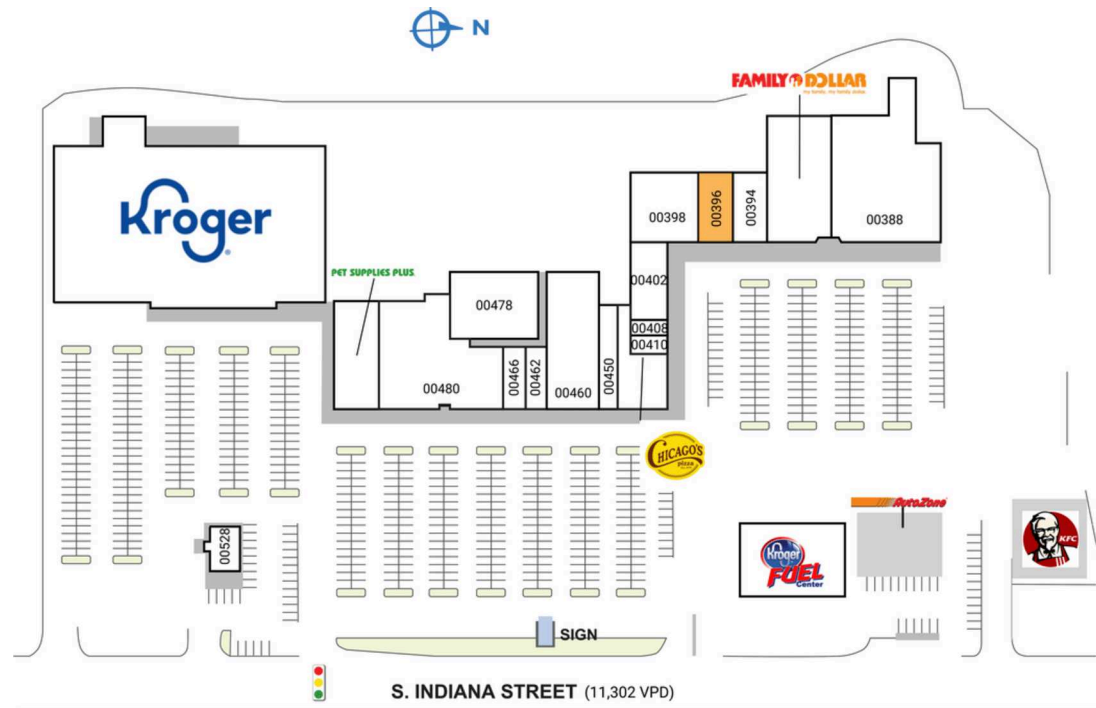 N
FAMILY DOLLAR
my family, my family dollar.
Kroger
00398
00396
00394
00388
PET SUPPLIES PLUS
00402
00478
00408
00410
00480
00466
00462
00460
00450
CHICAGO'S
pizza
AutoZone
00528
Kroger
FUEL
Center
KFC
SIGN
S. INDIANA STREET (11,302 VPD)